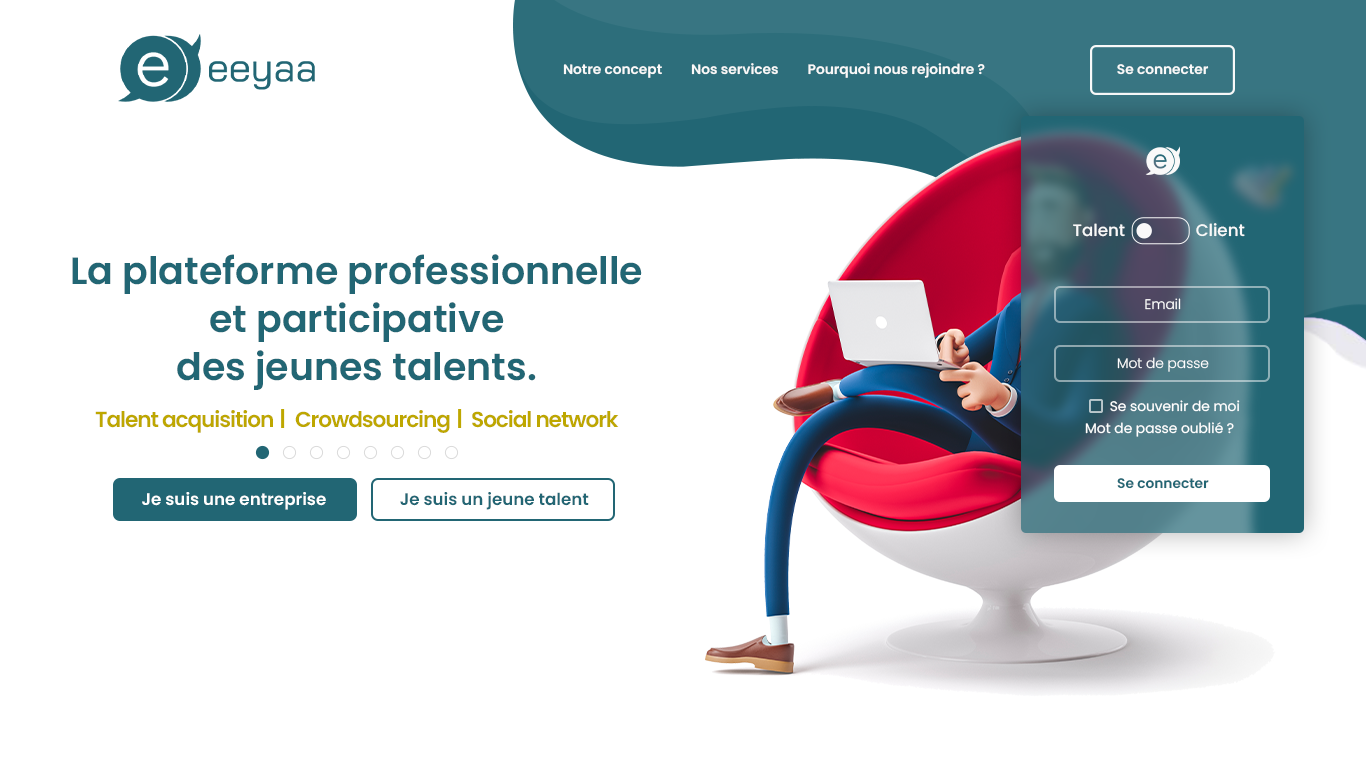 e eeyaa
Notre concept
Nos services
Pourquoi nous rejoindre ?
Se connecter
La plateforme professionnelle
et participative
des jeunes talents.
Talent acquisition | Crowdsourcing | Social network
Je suis une entreprise
Je suis un jeune talent
e
Talent Client
Email
Mot de passe
Se souvenir de moi
Mot de passe oublié ?
Se connecter